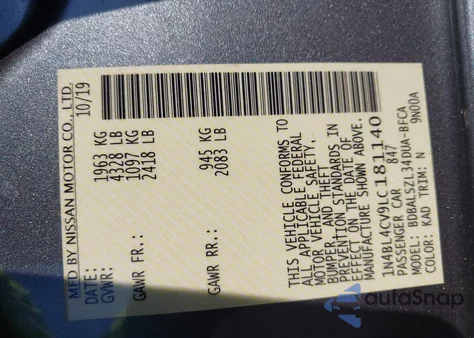 MFD BY NISSAN MOTOR CO., LTD.
DATE: 10/19
GVWR: 1963 KG
4328 LB
GAWR FR.: 1097 KG
2418 LB
GAWR RR.: 945 KG
2083 LB
THIS VEHICLE CONFORMS TO
ALL APPLICABLE FEDERAL
MOTOR VEHICLE SAFETY,
BUMPER, AND THEFT
PREVENTION STANDARDS IN
EFFECT ON THE DATE OF
MANUFACTURE SHOWN ABOVE.
1N4BL4CV9LC181140
PASSENGER CAR 847
MODEL: BDBALSZL34DUA-BFCA
COLOR: KAD TRIM: N 9N00A
autoSnap